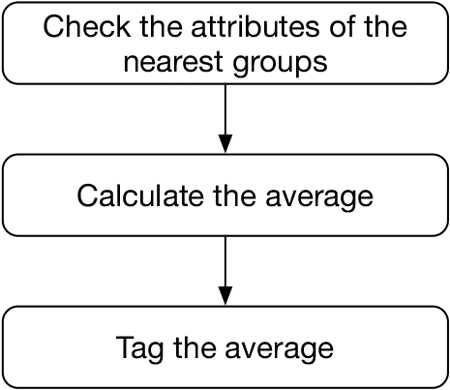 Check the attributes of the
nearest groups
Calculate the average
Tag the average